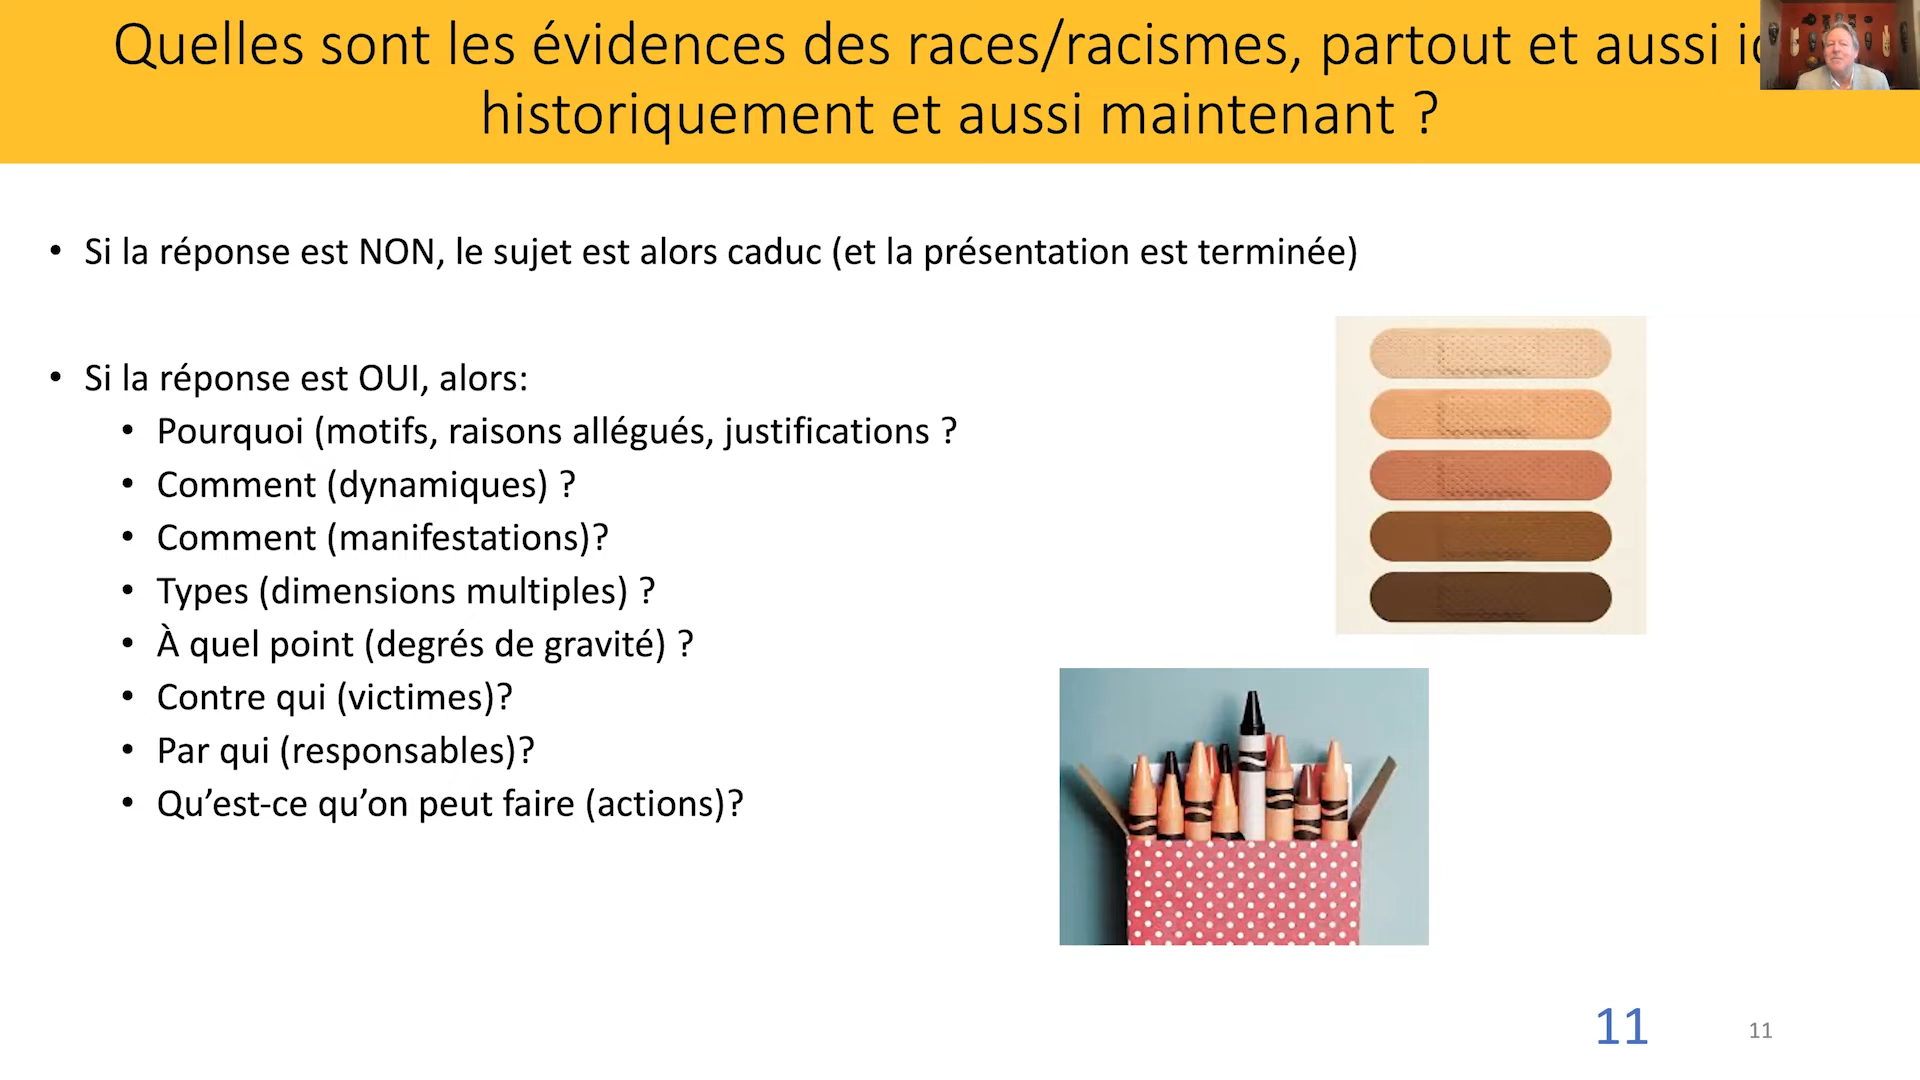 Quelles sont les évidences des races/racismes, partout et aussi
historiquement et aussi maintenant ?
• Si la réponse est NON, le sujet est alors caduc (et la présentation est terminée)
• Si la réponse est OUI, alors:
• Pourquoi (motifs, raisons allégués, justifications ?
• Comment (dynamiques) ?
• Comment (manifestations)?
• Types (dimensions multiples) ?
• À quel point (degrés de gravité) ?
• Contre qui (victimes)?
• Par qui (responsables)?
• Qu’est-ce qu’on peut faire (actions)?
11
11